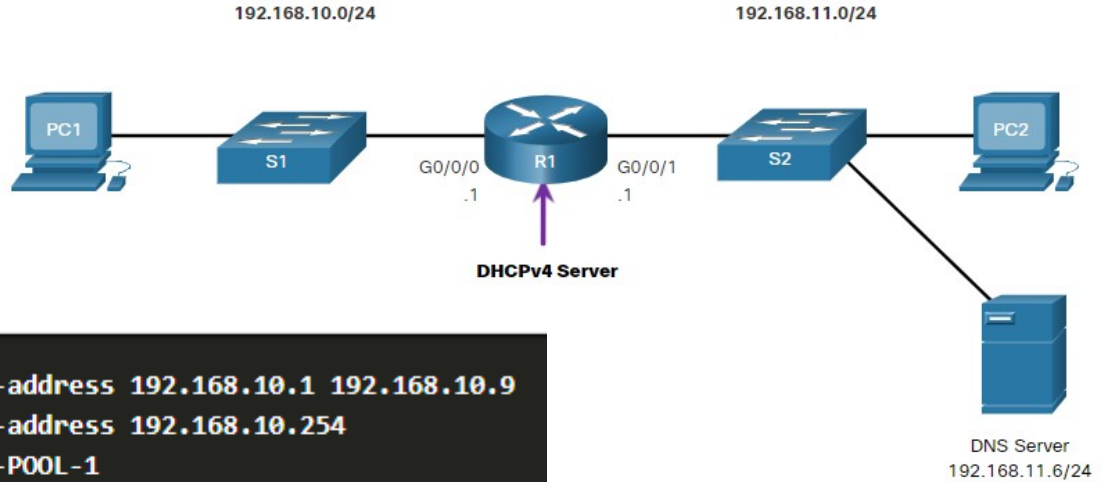 192.168.10.0/24
192.168.11.0/24
PC1
S1
G0/0/0
.1
R1
G0/0/1
.1
S2
PC2
DHCPv4 Server
-address 192.168.10.1 192.168.10.9
-address 192.168.10.254
-POOL-1
DNS Server
192.168.11.6/24